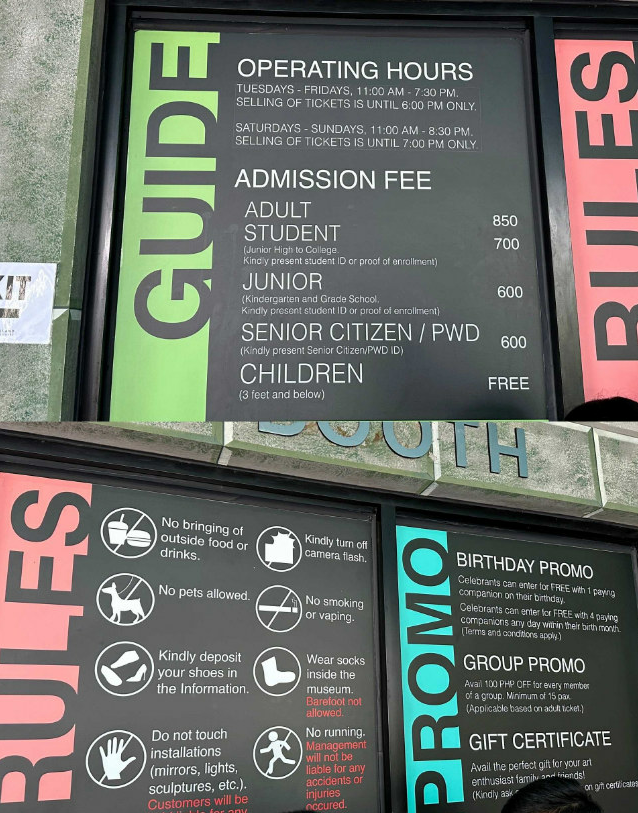 GUIDE
OPERATING HOURS
TUESDAYS - FRIDAYS, 11:00 AM - 7:30 PM.
SELLING OF TICKETS IS UNTIL 6:00 PM ONLY.
SATURDAYS - SUNDAYS, 11:00 AM - 8:30 PM.
SELLING OF TICKETS IS UNTIL 7:00 PM ONLY.
ADMISSION FEE
ADULT 850
STUDENT 700
(Junior High to College.
Kindly present student ID or proof of enrollment)
JUNIOR 600
(Kindergarten and Grade School.
Kindly present student ID or proof of enrollment)
SENIOR CITIZEN / PWD 600
(Kindly present Senior Citizen/PWD ID)
CHILDREN FREE
(3 feet and below)
RULES
BOOTH
RULES
No bringing of
outside food or
drinks.
Kindly turn off
camera flash.
No pets allowed.
No smoking
or vaping.
Kindly deposit
your shoes in
the Information.
Wear socks
inside the
museum.
Barefoot not
allowed.
Do not touch
installations
(mirrors, lights,
sculptures, etc.).
Customers will be
No running.
Management
will not be
liable for any
accidents or
injuries
occured.
PROMO
BIRTHDAY PROMO
Celebrants can enter for FREE with 1 paying
companion on their birthday.
Celebrants can enter for FREE with 4 paying
companions any day within their birth month.
(Terms and conditions apply.)
GROUP PROMO
Avail 100 PHP OFF for every member
of a group. Minimum of 15 pax.
(Applicable based on adult ticket.)
GIFT CERTIFICATE
Avail the perfect gift for your art
enthusiast family and friends!
(Kindly ask on gift certificates